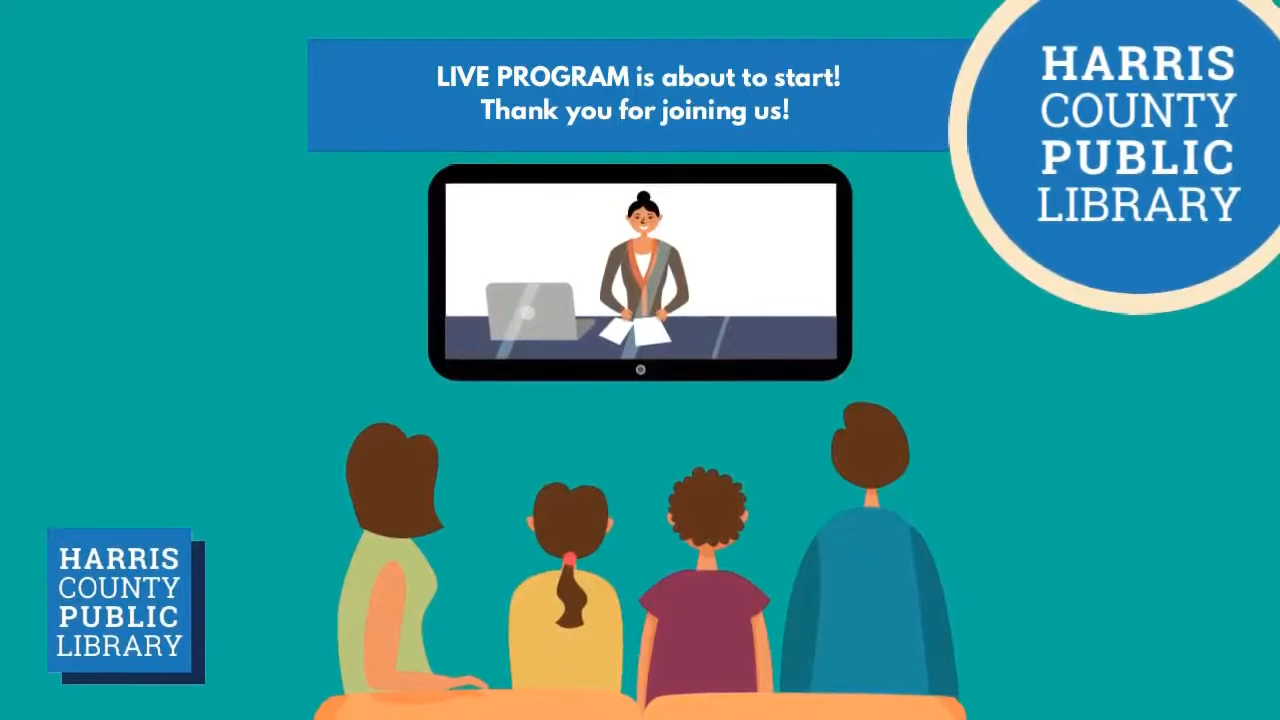 LIVE PROGRAM is about to start!
Thank you for joining us!
HARRIS
COUNTY
PUBLIC
LIBRARY
HARRIS
COUNTY
PUBLIC
LIBRARY